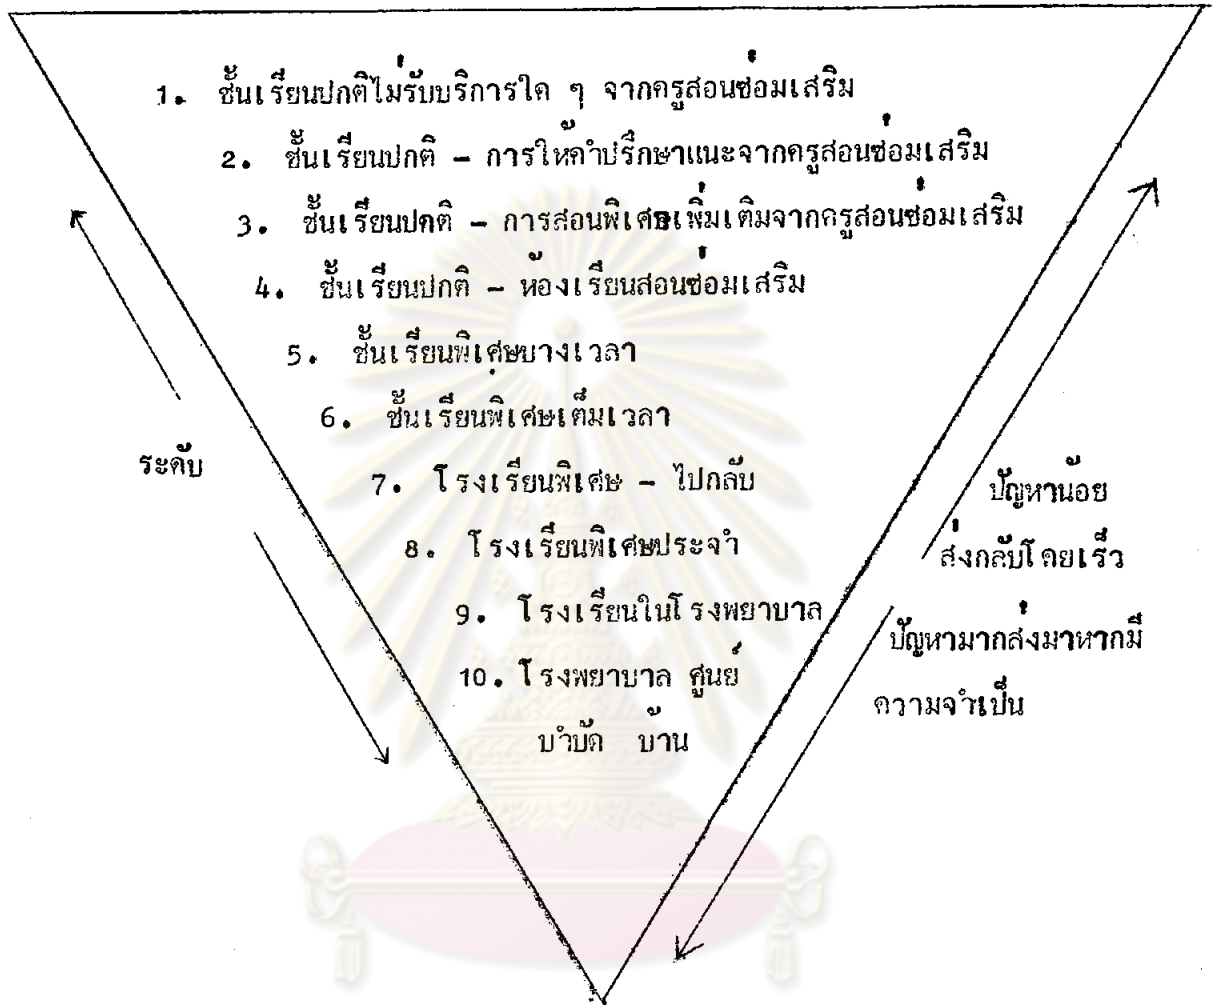 1. ชั้นเรียนปกติไม่รับบริการใด ๆ จากครูสอนซ่อมเสริม
2. ชั้นเรียนปกติ - การให้คำปรึกษาแนะจากครูสอนซ่อมเสริม
3. ชั้นเรียนปกติ - การสอนพิเศษเพิ่มเติมจากครูสอนซ่อมเสริม
4. ชั้นเรียนปกติ - ห้องเรียนสอนซ่อมเสริม
5. ชั้นเรียนพิเศษบางเวลา
6. ชั้นเรียนพิเศษเต็มเวลา
ระดับ
7. โรงเรียนพิเศษ - ไปกลับ
ปัญหาน้อย
8. โรงเรียนพิเศษประจำ
ส่งกลับโดยเร็ว
9. โรงเรียนในโรงพยาบาล
ปัญหามากส่งมาหากมี
10. โรงพยาบาล ศูนย์
ความจำเป็น
บำบัด บ้าน